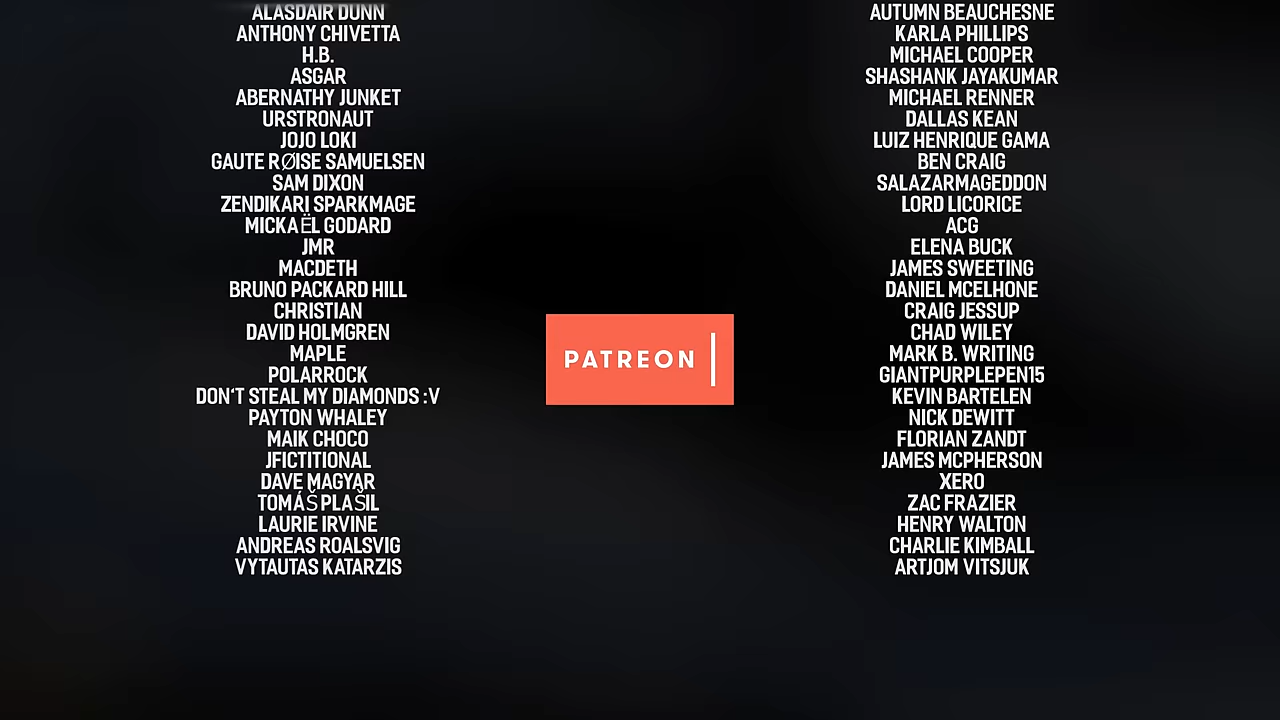 ALASDAIR DUNN
ANTHONY CHIVETTA
H.B.
ASGAR
ABERNATHY JUNKET
URSTRONAUT
JOJO LOKI
GAUTE RØISE SAMUELSEN
SAM DIXON
ZENDIKARI SPARKMAGE
MICKAËL GODARD
JMR
MACDETH
BRUNO PACKARD HILL
CHRISTIAN
DAVID HOLMGREN
MAPLE
POLARROCK
DON'T STEAL MY DIAMONDS :V
PAYTON WHALEY
MAIK CHOCO
JFICTITIONAL
DAVE MAGYAR
TOMÁŠ PLAŠIL
LAURIE IRVINE
ANDREAS ROALSVIG
VYTAUTAS KATARZIS
PATREON
AUTUMN BEAUCHESNE
KARLA PHILLIPS
MICHAEL COOPER
SHASHANK JAYAKUMAR
MICHAEL RENNER
DALLAS KEAN
LUIZ HENRIQUE GAMA
BEN CRAIG
SALAZARMAGEDDON
LORD LICORICE
ACG
ELENA BUCK
JAMES SWEETING
DANIEL MCELHONE
CRAIG JESSUP
CHAD WILEY
MARK B. WRITING
GIANTPURPLEPEN15
KEVIN BARTELEN
NICK DEWITT
FLORIAN ZANDT
JAMES MCPHERSON
XERO
ZAC FRAZIER
HENRY WALTON
CHARLIE KIMBALL
ARTJOM VITSJUK